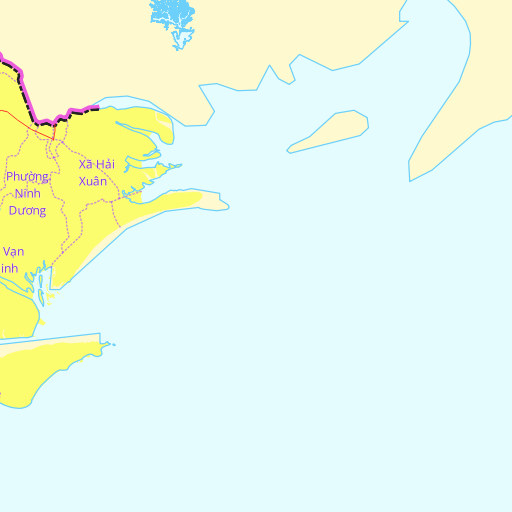 Xã Hải
Xuân
Phường
Ninh
Dương
Vạn
inh